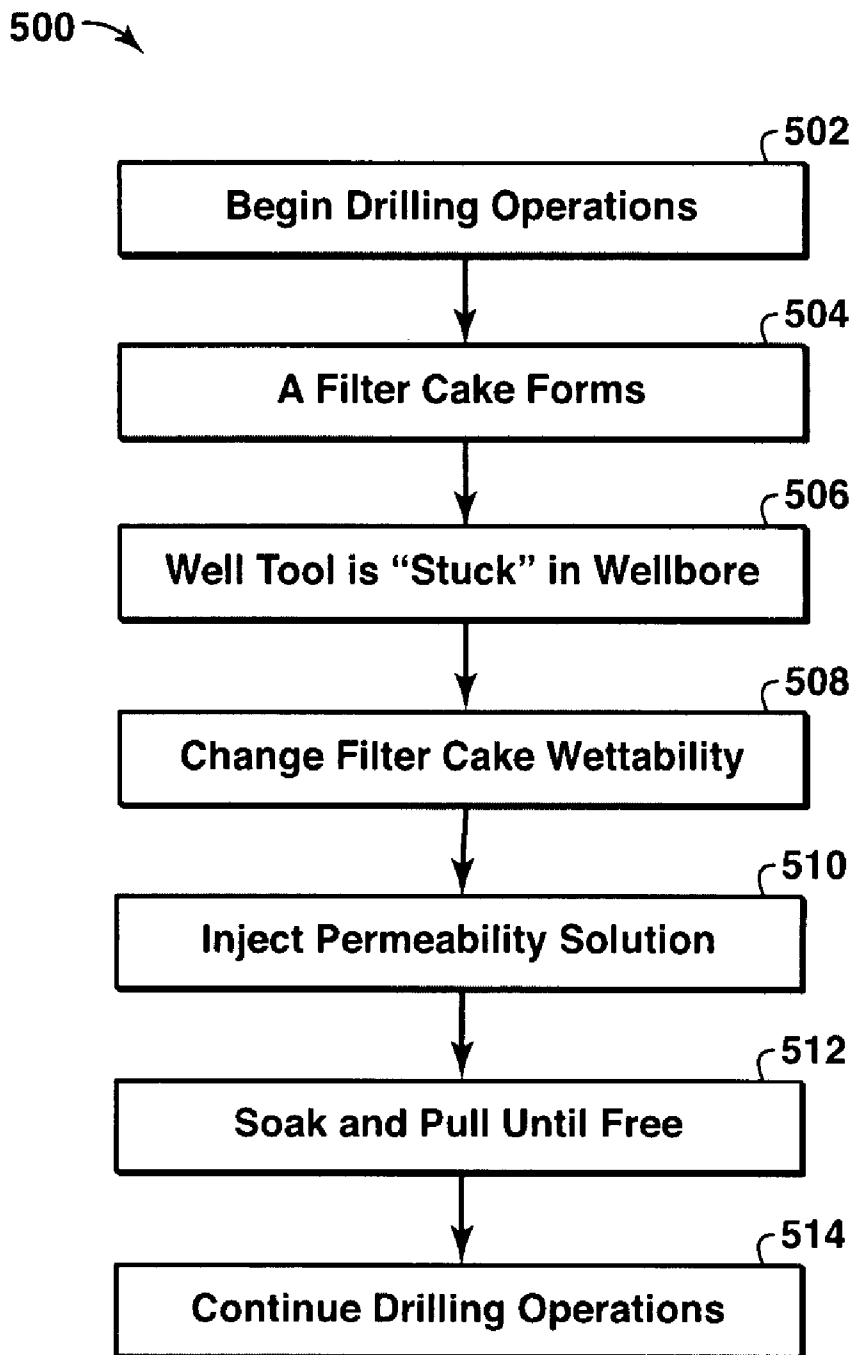 500
502
Begin Drilling Operations
504
A Filter Cake Forms
506
Well Tool is “Stuck” in Wellbore
508
Change Filter Cake Wettability
510
Inject Permeability Solution
512
Soak and Pull Until Free
514
Continue Drilling Operations